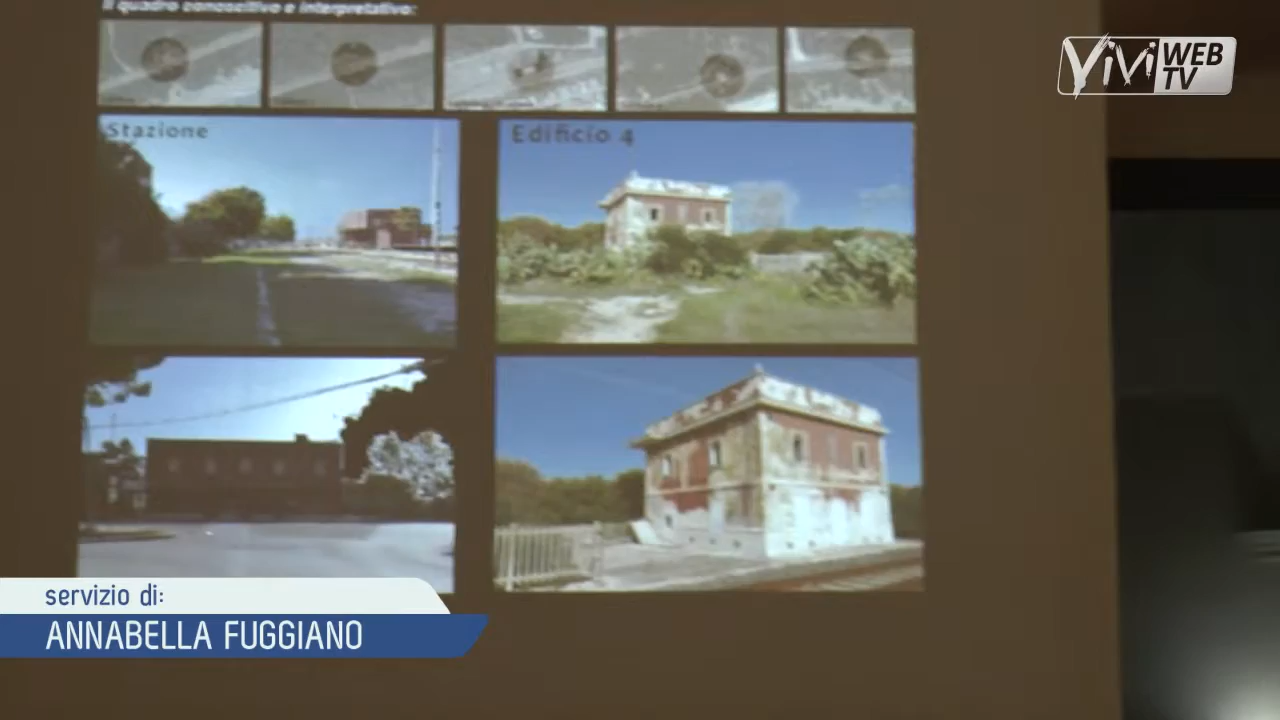 Il quadro conoscitivo e interpretativo:
ViVi WEB TV
Stazione
Edificio 4
servizio di:
ANNABELLA FUGGIANO